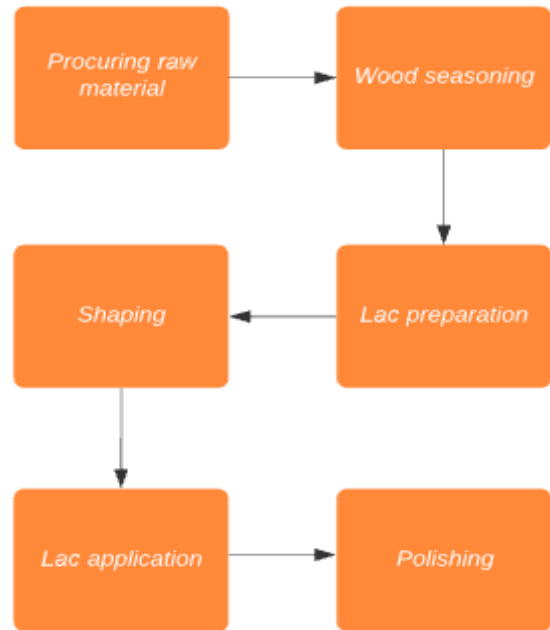 Procuring raw
material
Wood seasoning
Lac preparation
Shaping
Lac application
Polishing